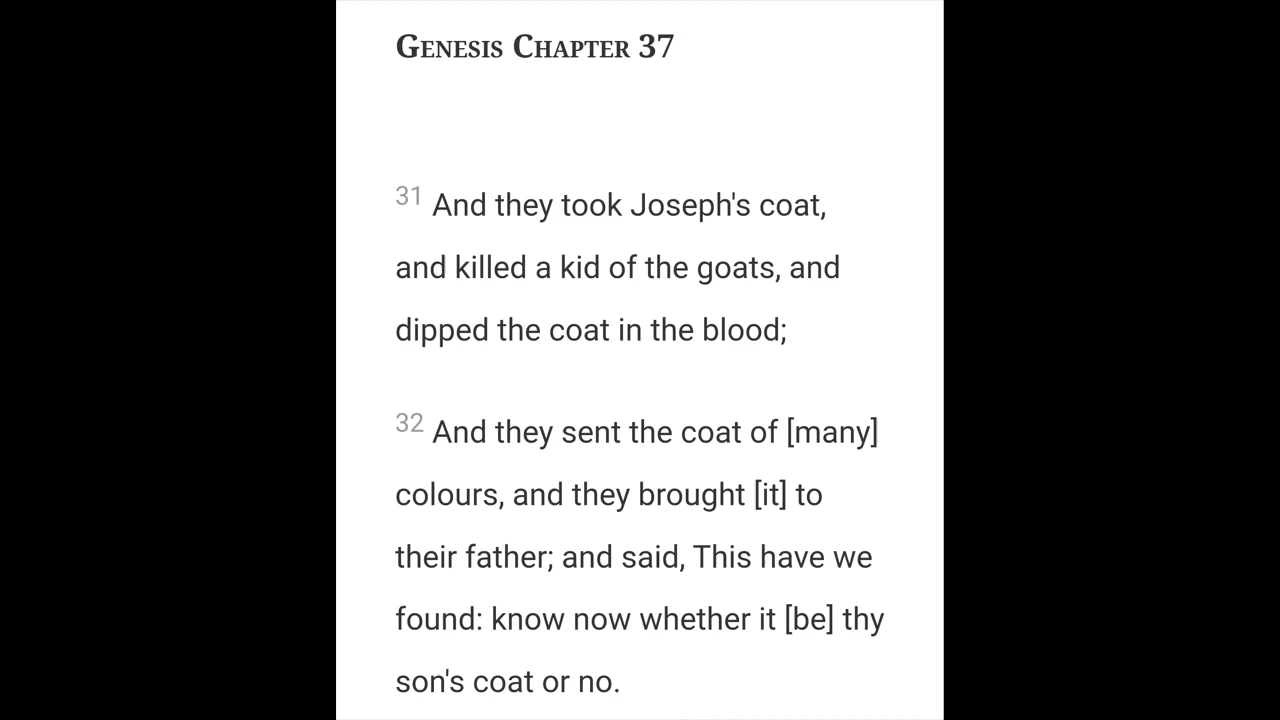 Genesis Chapter 37
31 And they took Joseph's coat,
and killed a kid of the goats, and
dipped the coat in the blood;
32 And they sent the coat of [many]
colours, and they brought [it] to
their father; and said, This have we
found: know now whether it [be] thy
son's coat or no.